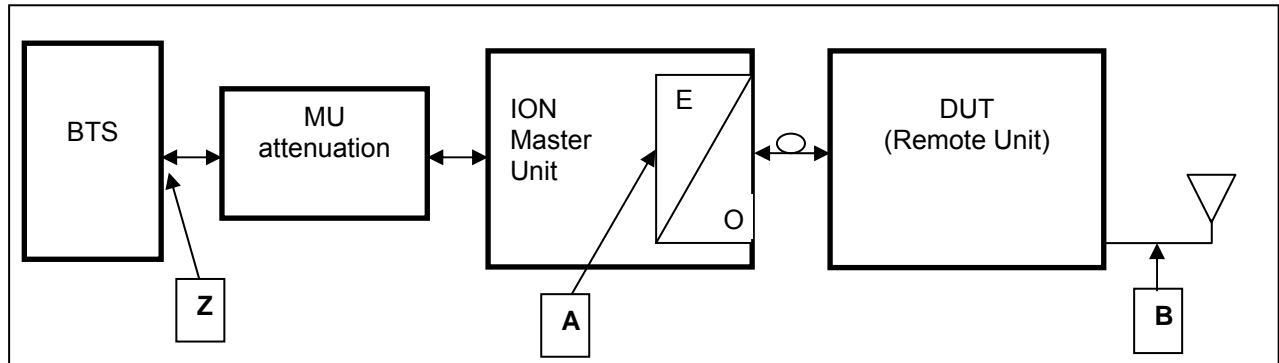 BTS
MU
attenuation
ION
Master
Unit
E
O
DUT
(Remote Unit)
Z
A
B